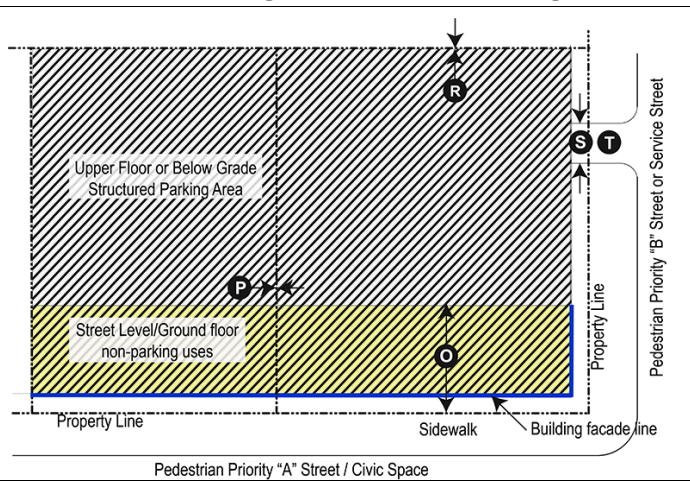 R
S T
Upper Floor or Below Grade
Structured Parking Area
P
Street Level/Ground floor
non-parking uses
O
Property Line
Pedestrian Priority “B” Street or Service Street
Property Line
Sidewalk
Building facade line
Pedestrian Priority “A” Street / Civic Space